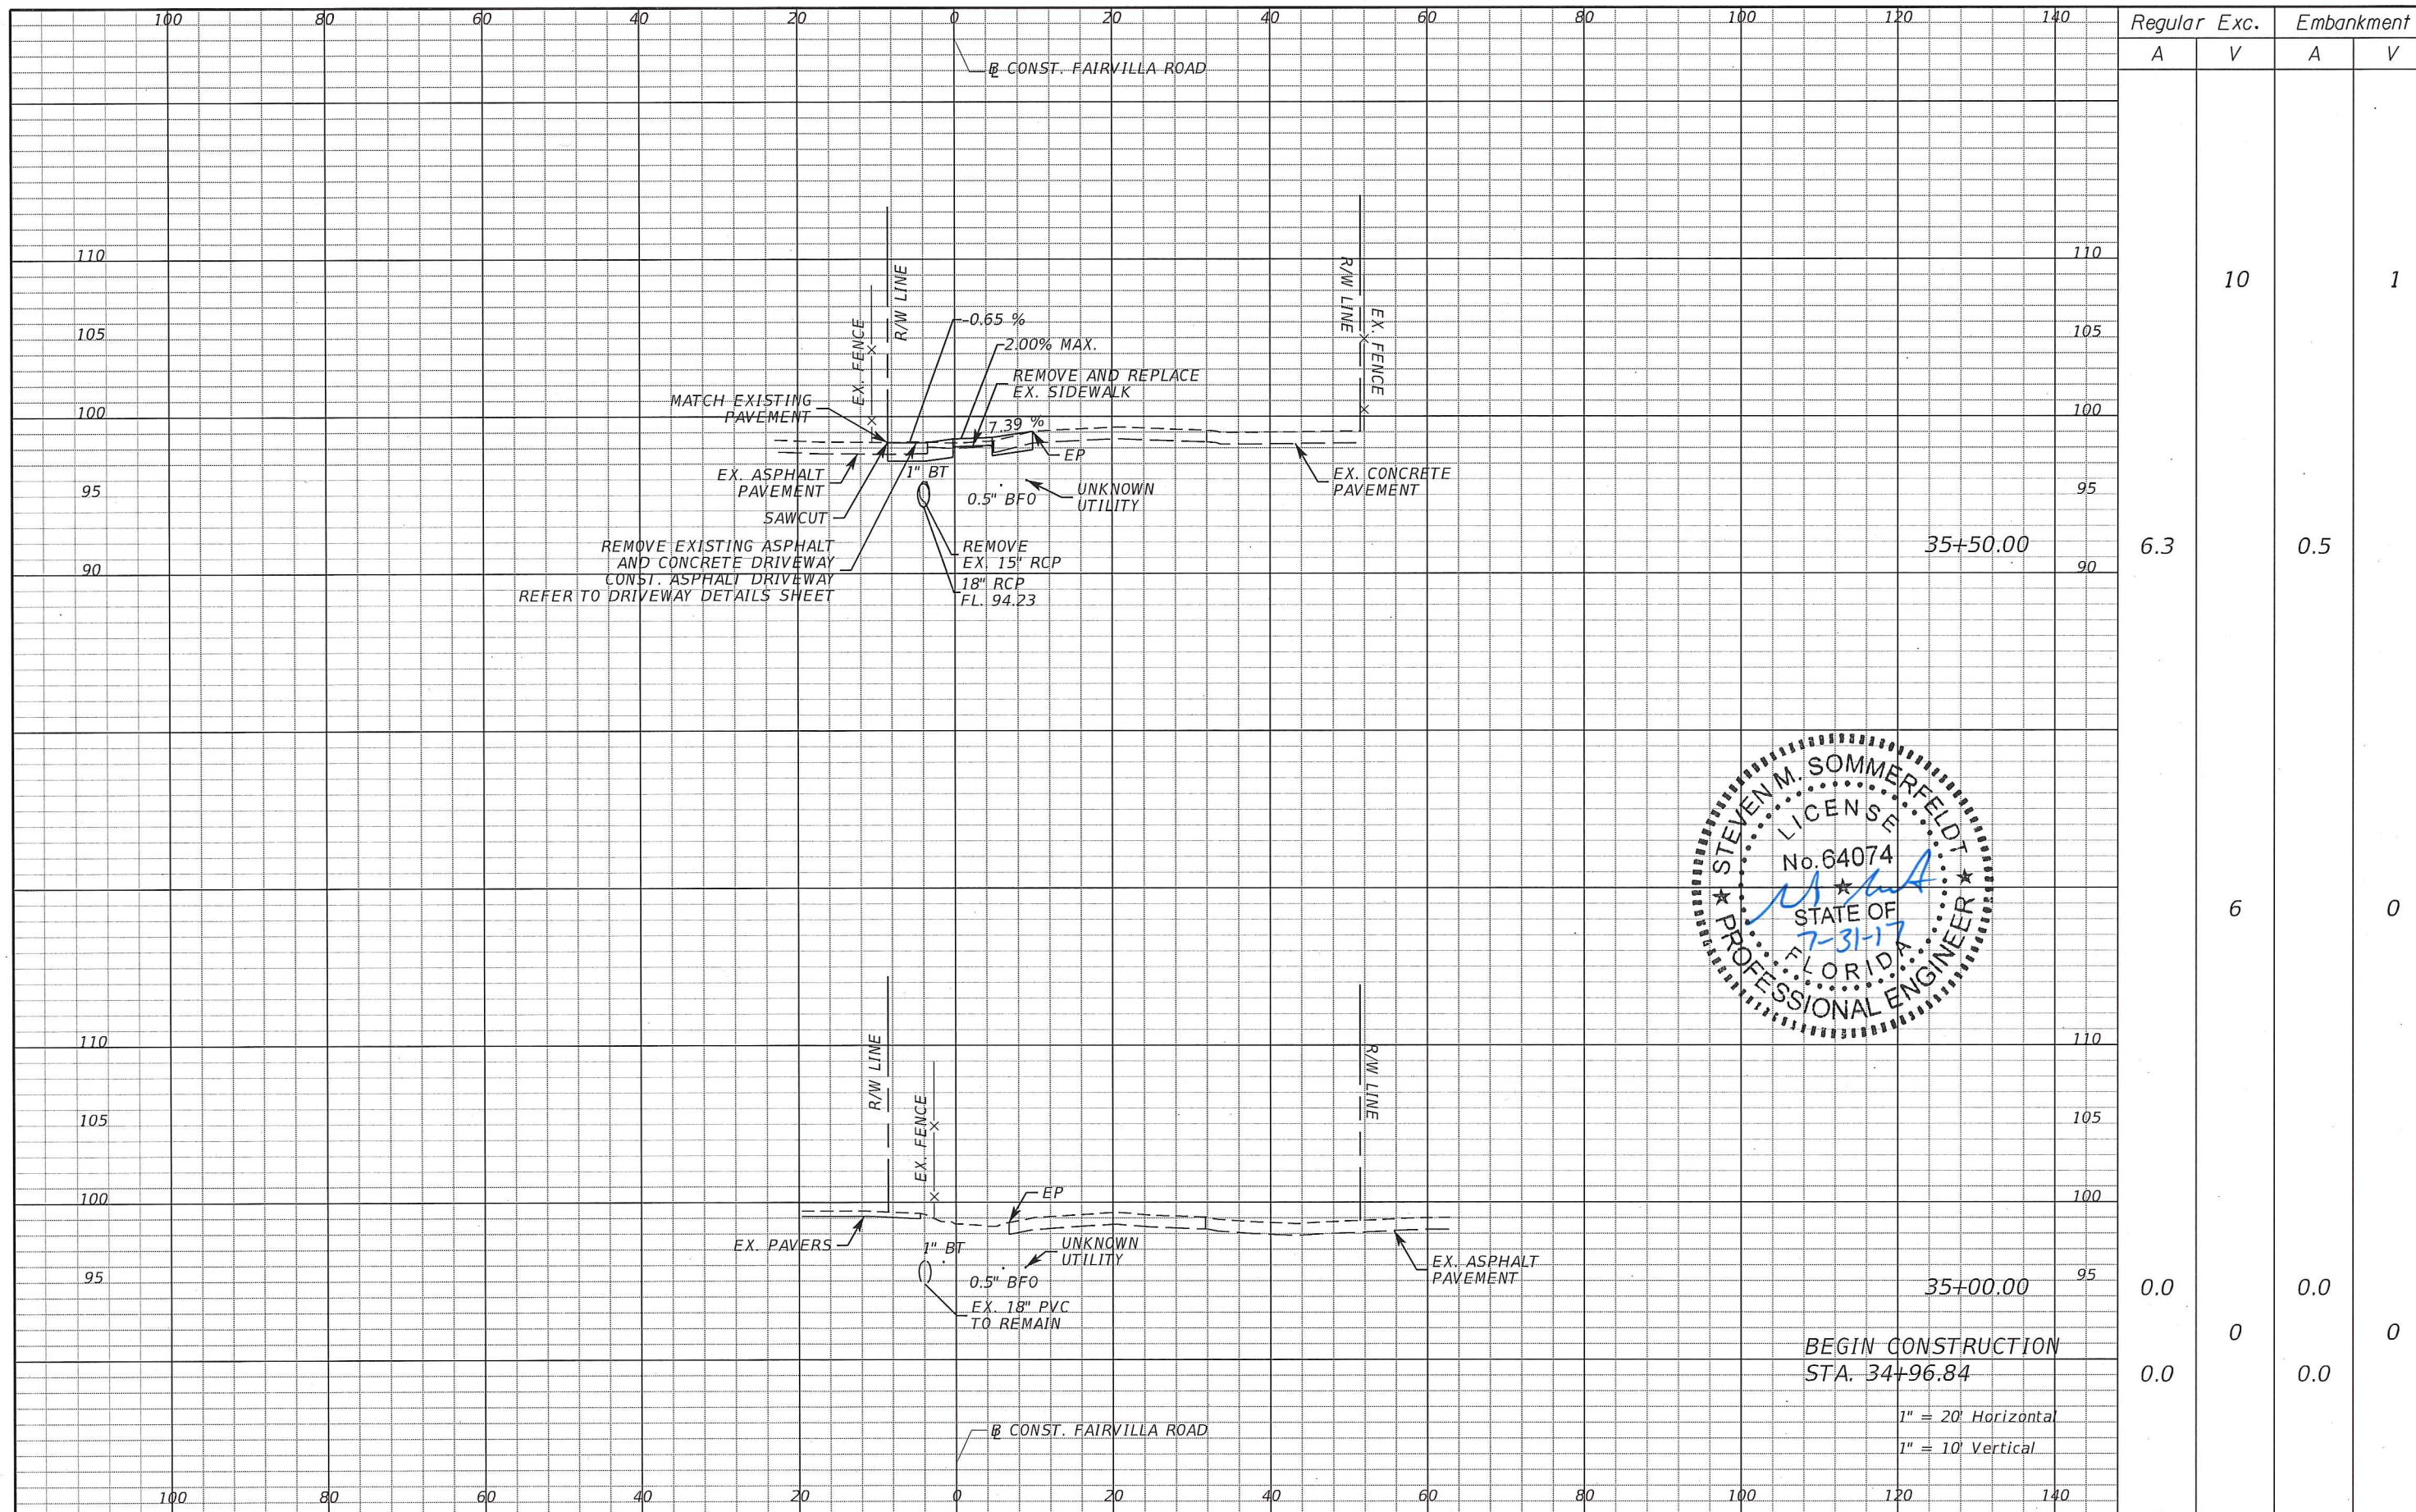 100 80 60 40 20 0 20 40 60 80 100 120 140
Regular Exc. Embankment
A V A V
℄ CONST. FAIRVILLA ROAD
110 110
10 1
105 105
100 100
95 95
90 90
EX. FENCE
R/W LINE
R/W LINE
EX. FENCE
-0.65 %
2.00% MAX.
REMOVE AND REPLACE
EX. SIDEWALK
7.39 %
MATCH EXISTING
PAVEMENT
EP
EX. ASPHALT
PAVEMENT
1" BT
0.5" BFO
UNKNOWN
UTILITY
EX. CONCRETE
PAVEMENT
SAWCUT
REMOVE EXISTING ASPHALT
AND CONCRETE DRIVEWAY
CONST. ASPHALT DRIVEWAY
REFER TO DRIVEWAY DETAILS SHEET
REMOVE
EX. 15" RCP
18" RCP
FL. 94.23
35+50.00 6.3 0.5
STEVEN M. SOMMERFELDT
LICENSE
No. 64074
STATE OF
7-31-17
FLORIDA
PROFESSIONAL ENGINEER
6 0
110 110
105 105
100 100
95 95
R/W LINE
EX. FENCE
R/W LINE
EP
EX. PAVERS
1" BT
0.5" BFO
UNKNOWN
UTILITY
EX. ASPHALT
PAVEMENT
EX. 18" PVC
TO REMAIN
35+00.00 0.0 0.0
0 0
BEGIN CONSTRUCTION
STA. 34+96.84 0.0 0.0
1" = 20' Horizontal
1" = 10' Vertical
℄ CONST. FAIRVILLA ROAD
100 80 60 40 20 0 20 40 60 80 100 120 140